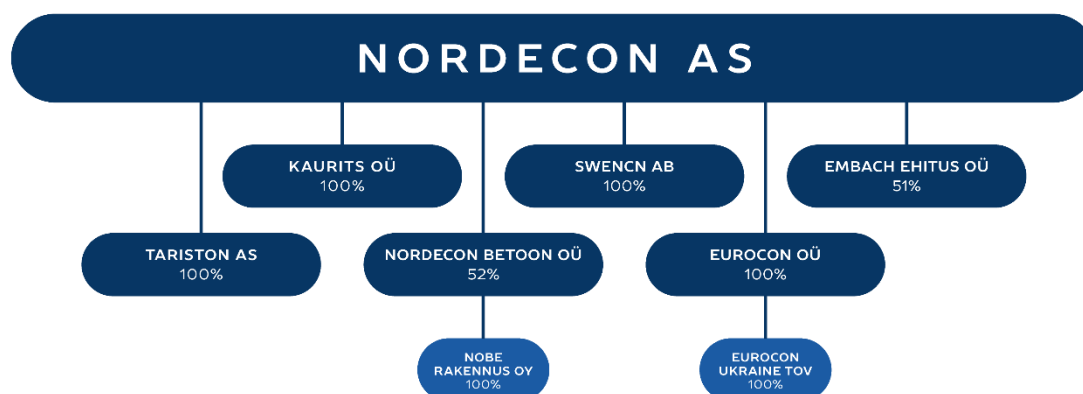 NORDECON AS
KAURITS OÜ
100%
SWENCN AB
100%
EMBACH EHITUS OÜ
51%
TARISTON AS
100%
NORDECON BETOON OÜ
52%
EUROCON OÜ
100%
NOBE
RAKENNUS OY
100%
EUROCON
UKRAINE TOV
100%